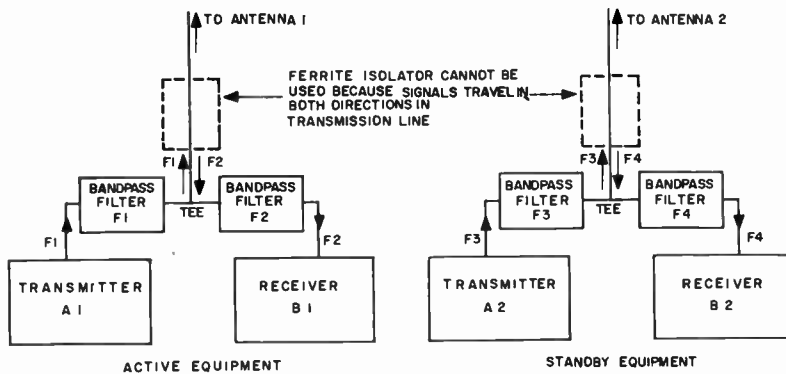 TO ANTENNA 1
TO ANTENNA 2
FERRITE ISOLATOR CANNOT BE
USED BECAUSE SIGNALS TRAVEL IN
BOTH DIRECTIONS IN
TRANSMISSION LINE
F1
F2
F3
F4
BANDPASS
FILTER
F1
TEE
BANDPASS
FILTER
F2
BANDPASS
FILTER
F3
TEE
BANDPASS
FILTER
F4
F1
F2
F3
F4
TRANSMITTER
A1
RECEIVER
B1
TRANSMITTER
A2
RECEIVER
B2
ACTIVE EQUIPMENT
STANDBY EQUIPMENT